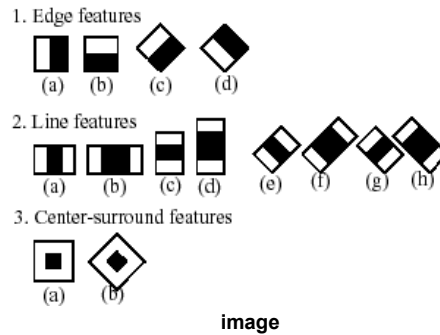 1. Edge features
(a) (b) (c) (d)
2. Line features
(a) (b) (c) (d) (e) (f) (g) (h)
3. Center-surround features
(a) (b)
image